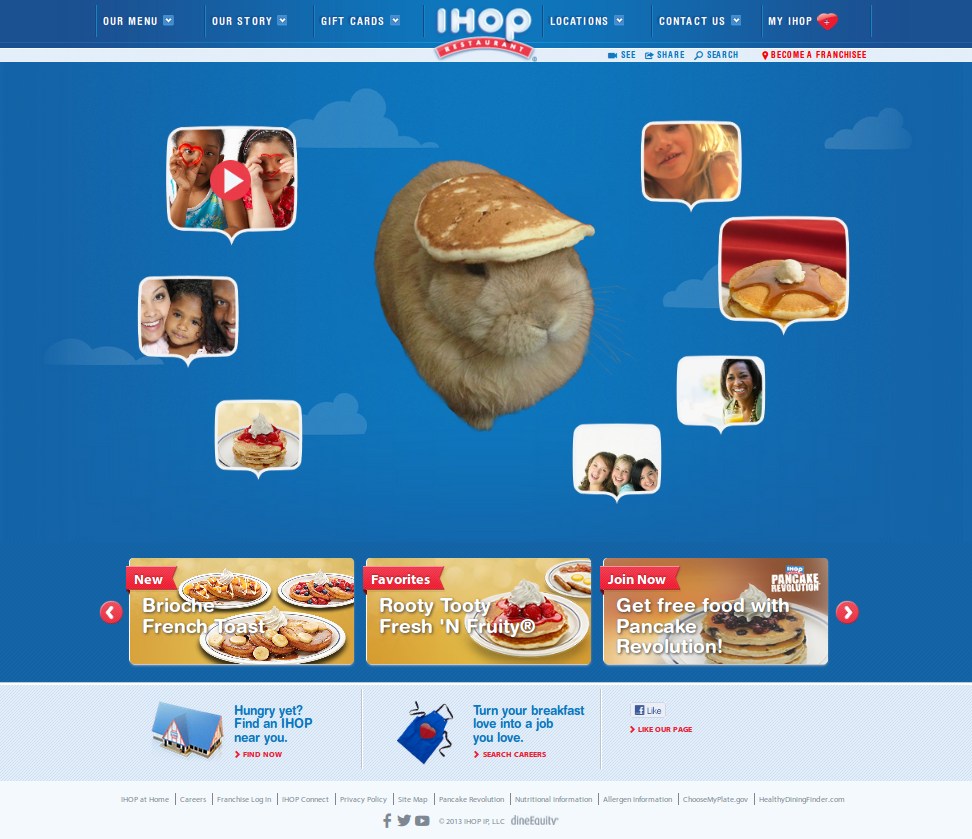 OUR MENU
OUR STORY
GIFT CARDS
IHOP
RESTAURANT
LOCATIONS
CONTACT US
MY IHOP
SEE
SHARE
SEARCH
BECOME A FRANCHISEE
New
Brioche
French Toast
Favorites
Rooty Tooty
Fresh 'N Fruity®
Join Now
IHOP
PANCAKE
REVOLUTION
Get free food with
Pancake
Revolution!
Hungry yet?
Find an IHOP
near you.
FIND NOW
Turn your breakfast
love into a job
you love.
SEARCH CAREERS
Like
LIKE OUR PAGE
IHOP at Home
Careers
Franchise Log In
IHOP Connect
Privacy Policy
Site Map
Pancake Revolution
Nutritional Information
Allergen Information
ChooseMyPlate.gov
HealthyDiningFinder.com
© 2013 IHOP IP, LLC
dineEquity